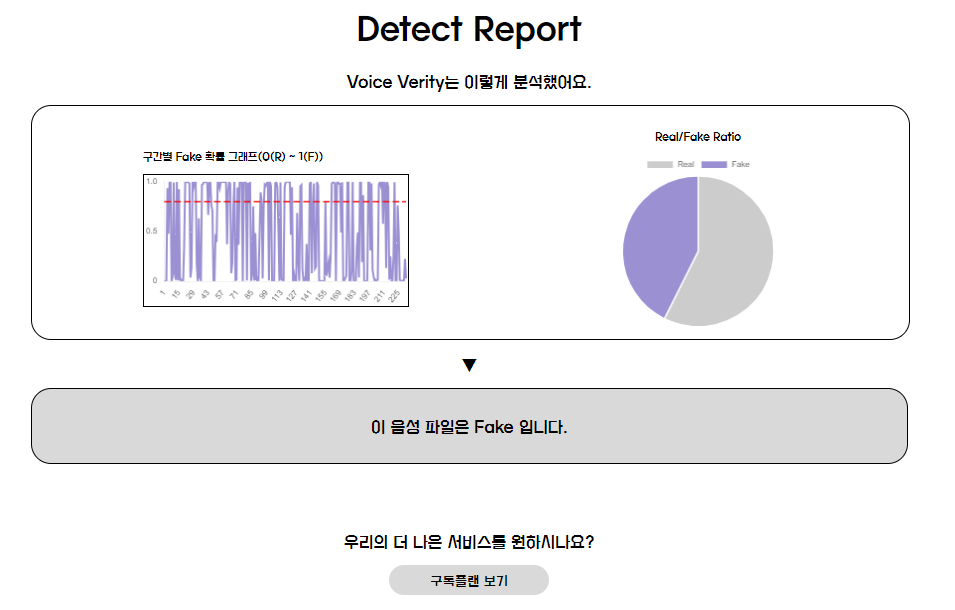 Detect Report
Voice Verity는 이렇게 분석했어요.
구간별 Fake 확률 그래프(0(R) ~ 1(F))
1.0
0.5
0
1 15 29 43 57 71 85 99 113 127 141 155 169 183 197 211 225
Real/Fake Ratio
Real Fake
▼
이 음성 파일은 Fake 입니다.
우리의 더 나은 서비스를 원하시나요?
구독플랜 보기